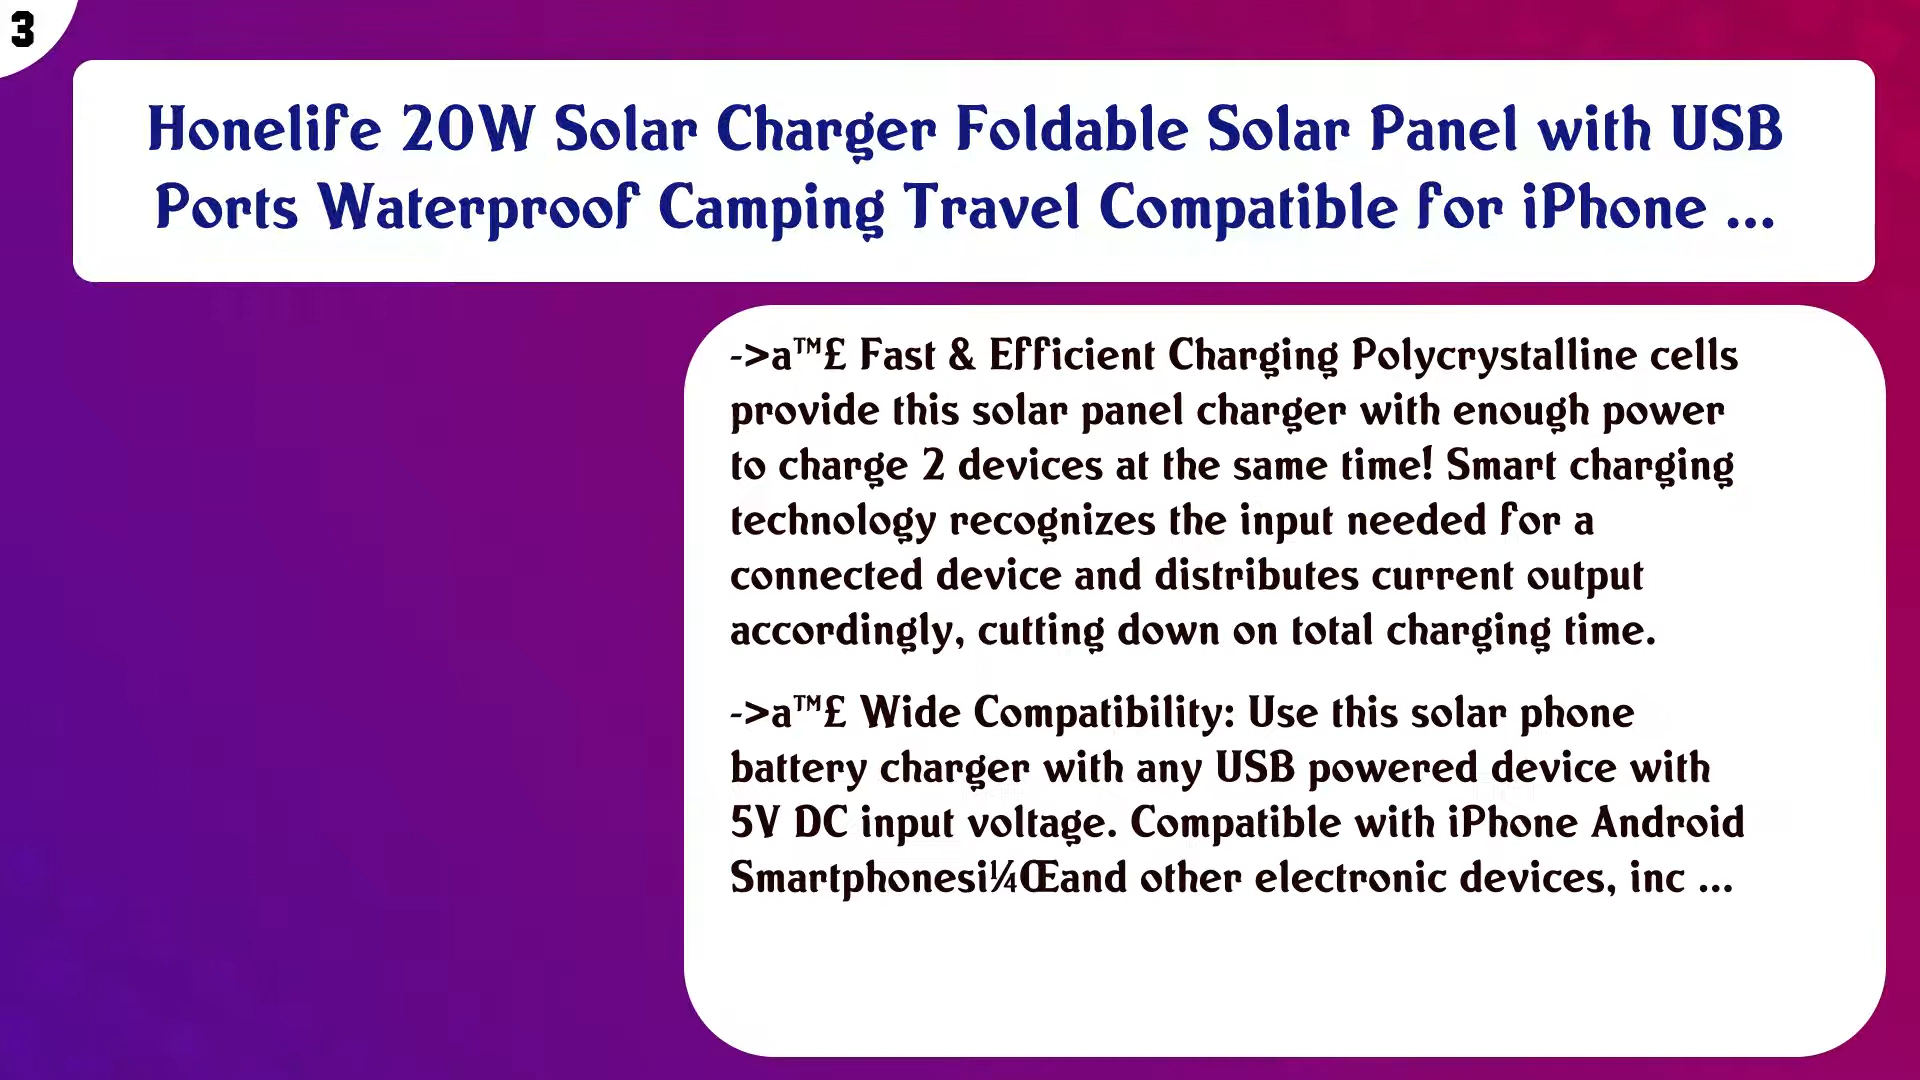 3
Honelife 20W Solar Charger Foldable Solar Panel with USB
Ports Waterproof Camping Travel Compatible for iPhone ...
->a™£ Fast & Efficient Charging Polycrystalline cells
provide this solar panel charger with enough power
to charge 2 devices at the same time! Smart charging
technology recognizes the input needed for a
connected device and distributes current output
accordingly, cutting down on total charging time.
->a™£ Wide Compatibility: Use this solar phone
battery charger with any USB powered device with
5V DC input voltage. Compatible with iPhone Android
Smartphonesi¼Œand other electronic devices, inc ...